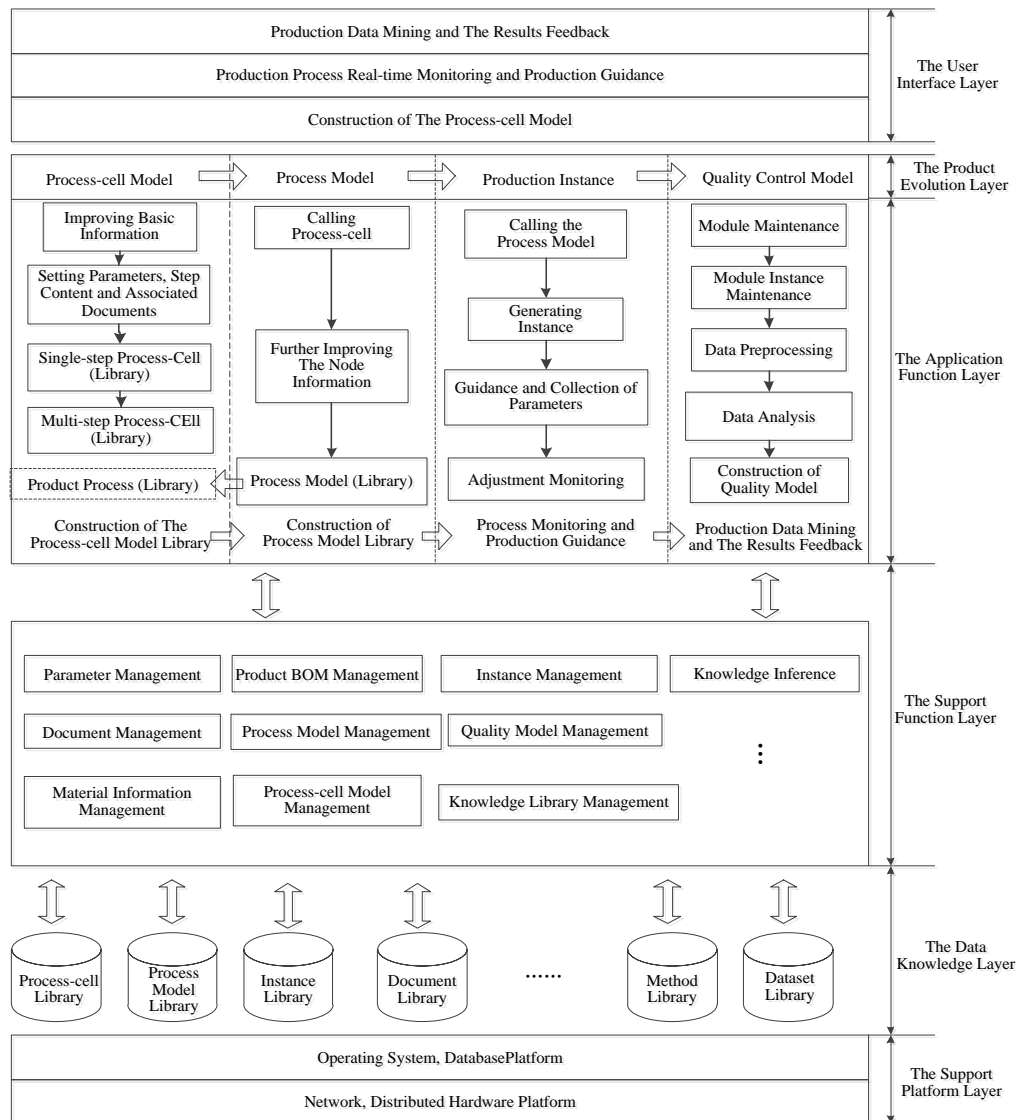 Production Data Mining and The Results Feedback
Production Process Real-time Monitoring and Production Guidance
Construction of The Process-cell Model
The User
Interface Layer
Process-cell Model
Process Model
Production Instance
Quality Control Model
The Product
Evolution Layer
Improving Basic
Information
Setting Parameters, Step
Content and Associated
Documents
Single-step Process-Cell
(Library)
Multi-step Process-CEll
(Library)
Product Process (Library)
Construction of The
Process-cell Model Library
Calling
Process-cell
Further Improving
The Node
Information
Process Model (Library)
Construction of
Process Model Library
Calling the
Process Model
Generating
Instance
Guidance and Collection of
Parameters
Adjustment Monitoring
Process Monitoring and
Production Guidance
Module Maintenance
Module Instance
Maintenance
Data Preprocessing
Data Analysis
Construction of
Quality Model
Production Data Mining
and The Results Feedback
The Application
Function Layer
Parameter Management
Product BOM Management
Instance Management
Knowledge Inference
Document Management
Process Model Management
Quality Model Management
Material Information
Management
Process-cell Model
Management
Knowledge Library Management
The Support
Function Layer
Process-cell
Library
Process
Model
Library
Instance
Library
Document
Library
......
Method
Library
Dataset
Library
The Data
Knowledge Layer
Operating System, DatabasePlatform
Network, Distributed Hardware Platform
The Support
Platform Layer